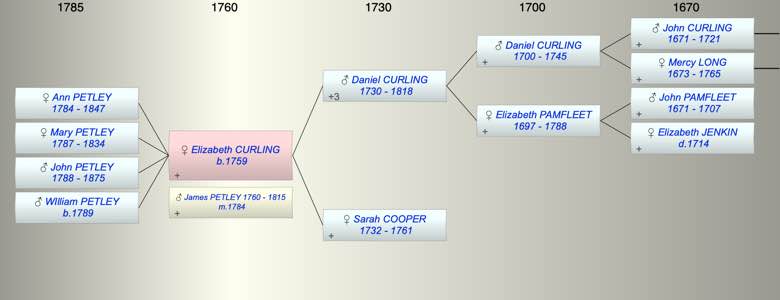 1785 1760 1730 1700 1670
♀ Ann PETLEY
1784 - 1847
♀ Mary PETLEY
1787 - 1834
♂ John PETLEY
1788 - 1875
♂ William PETLEY
b.1789
♀ Elizabeth CURLING
b.1759
+
♂ James PETLEY 1760 - 1815
m.1784
+
♂ Daniel CURLING
1730 - 1818
+3
♀ Sarah COOPER
1732 - 1761
+
♂ Daniel CURLING
1700 - 1745
+
♀ Elizabeth PAMFLEET
1697 - 1788
+
♂ John CURLING
1671 - 1721
+
♀ Mercy LONG
1673 - 1765
+
♂ John PAMFLEET
1671 - 1707
+
♀ Elizabeth JENKIN
d.1714
+